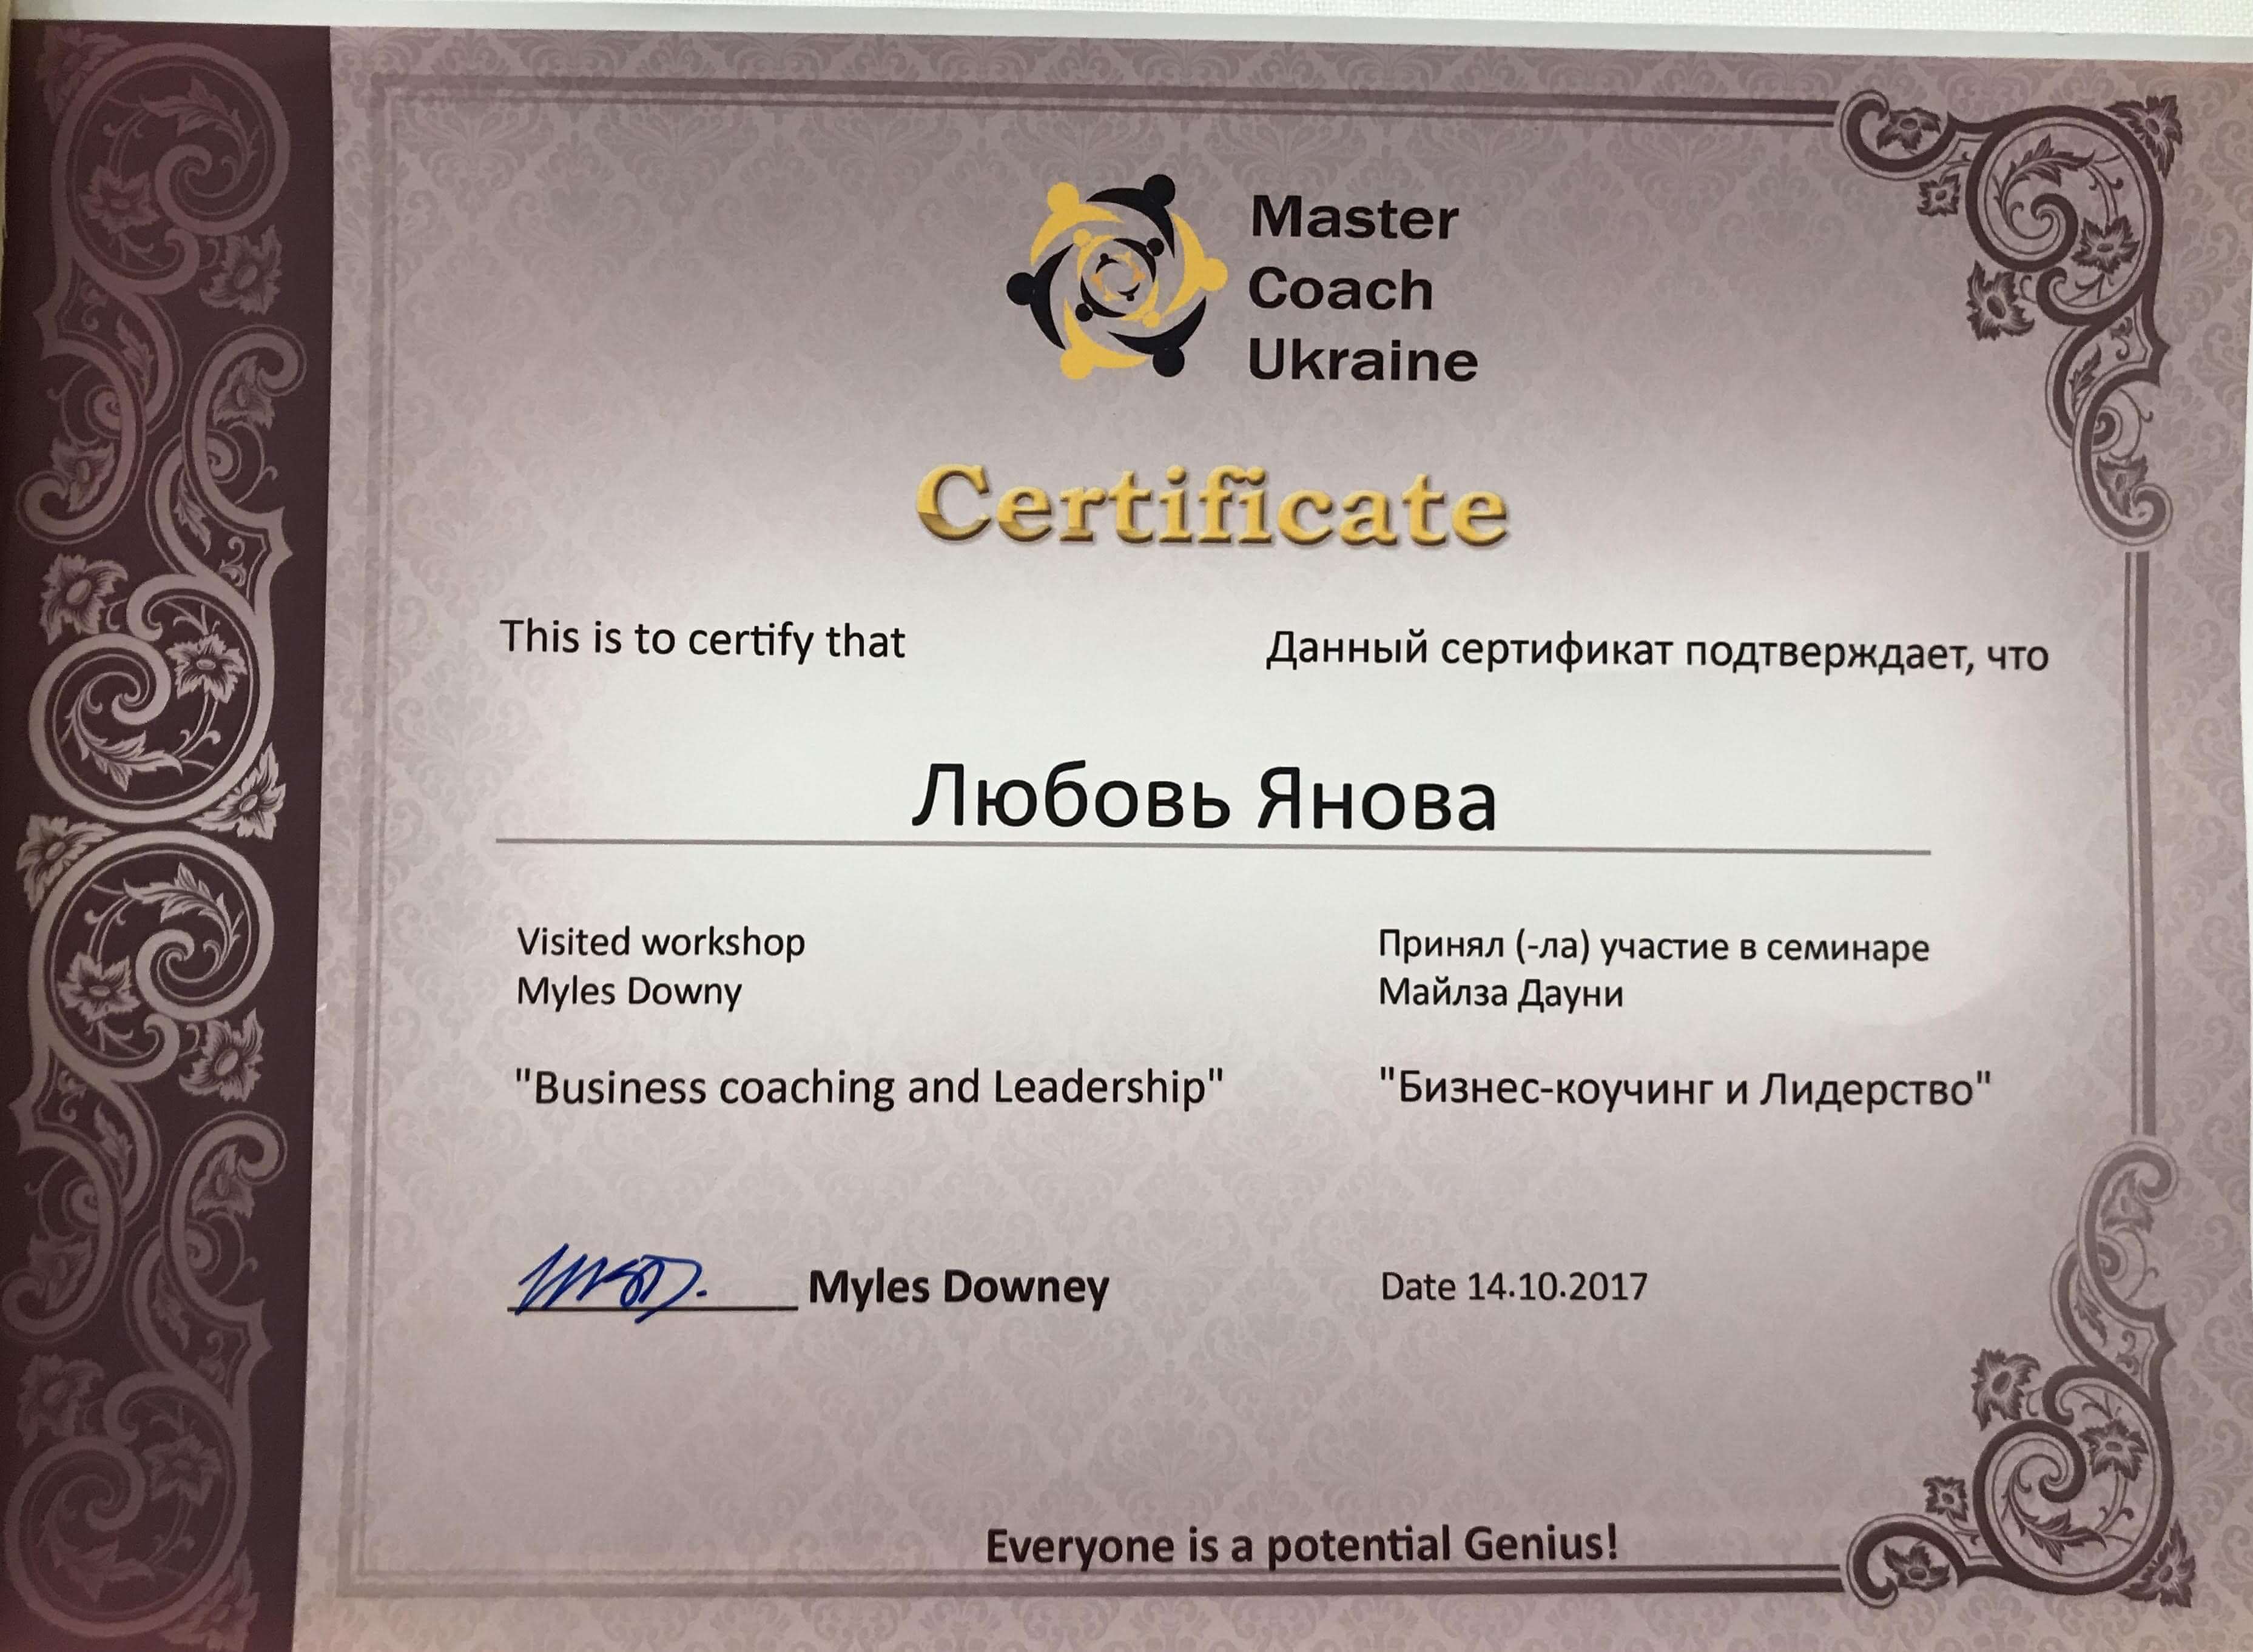 Master
Coach
Ukraine
Certificate
This is to certify that
Данный сертификат подтверждает, что
Любовь Янова
Visited workshop
Myles Downy
"Business coaching and Leadership"
Принял (-ла) участие в семинаре
Майлза Дауни
"Бизнес-коучинг и Лидерство"
Myles Downey
Date 14.10.2017
Everyone is a potential Genius!